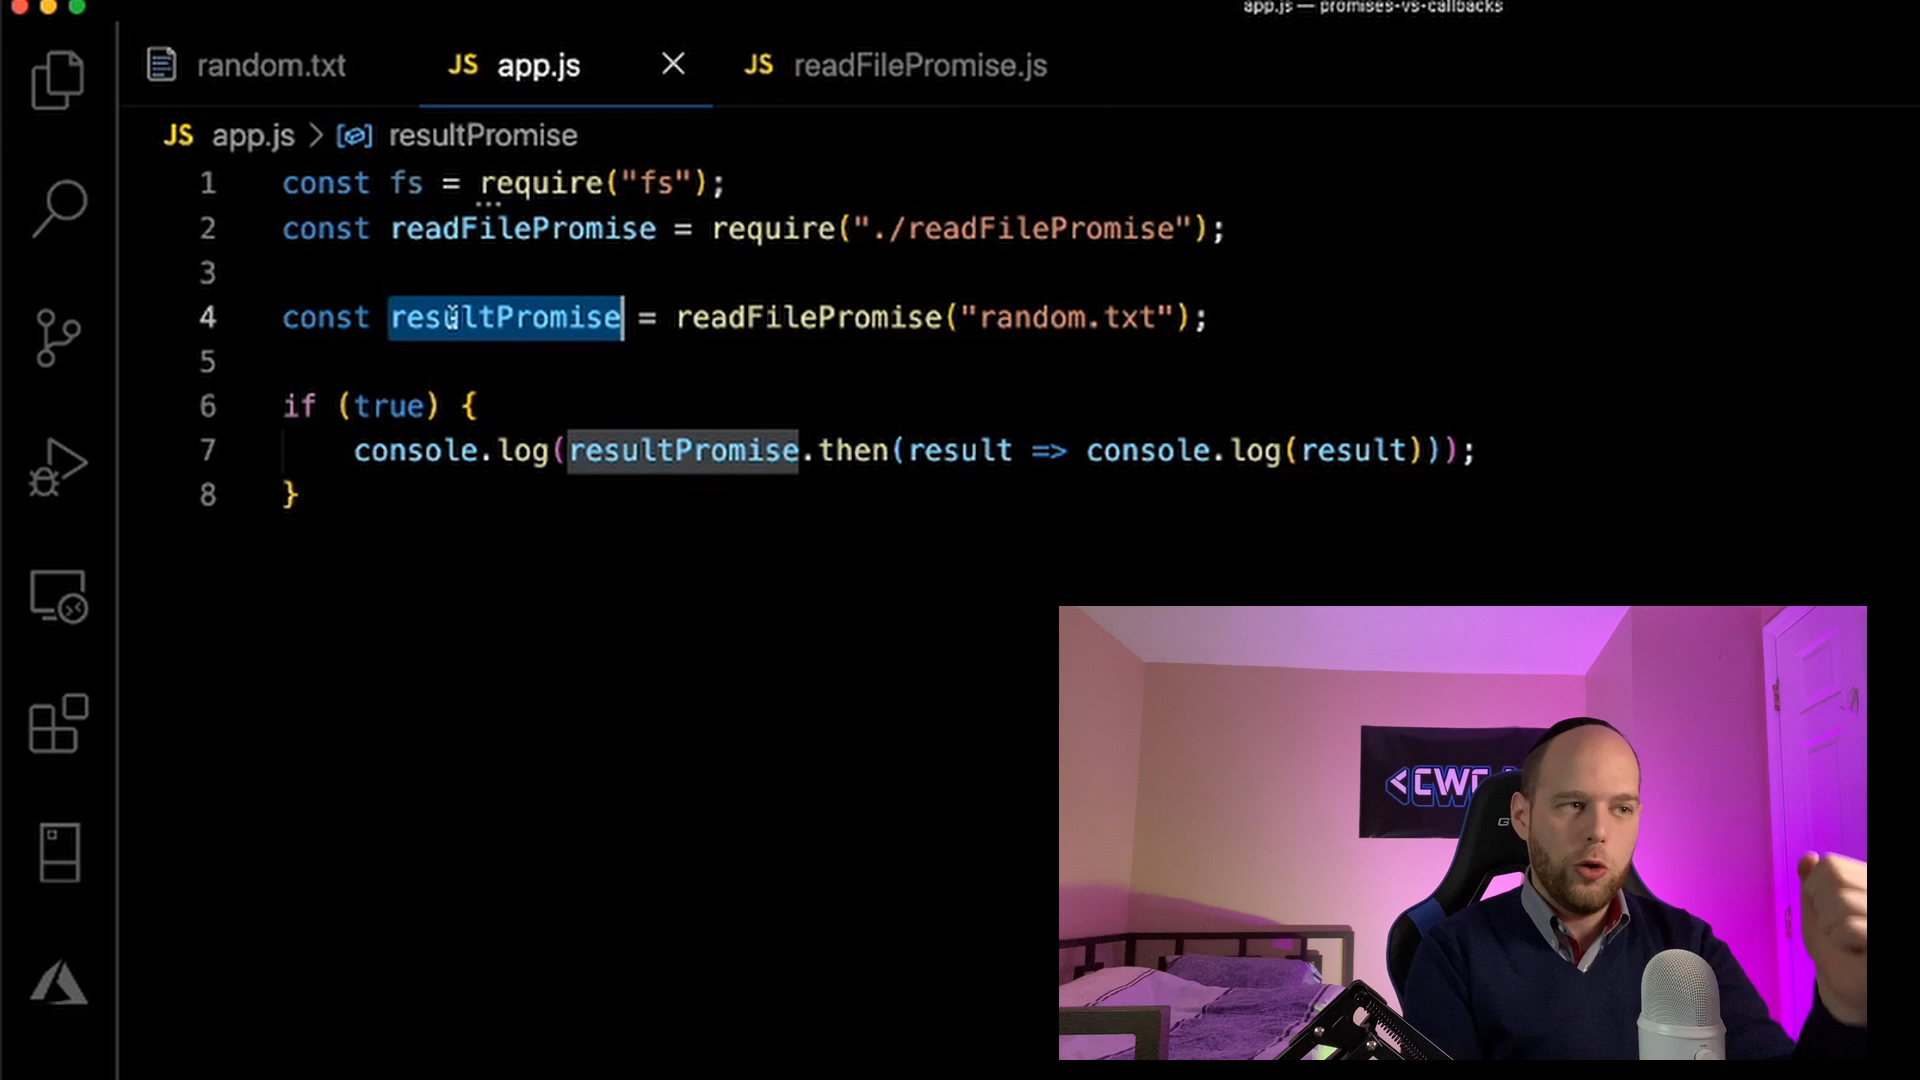 app.js — promises-vs-callbacks
random.txt
JS app.js
JS readFilePromise.js
JS app.js > resultPromise
1 const fs = require("fs");
2 const readFilePromise = require("./readFilePromise");
3
4 const resultPromise = readFilePromise("random.txt");
5
6 if (true) {
7 console.log(resultPromise.then(result => console.log(result)));
8 }
<CWC